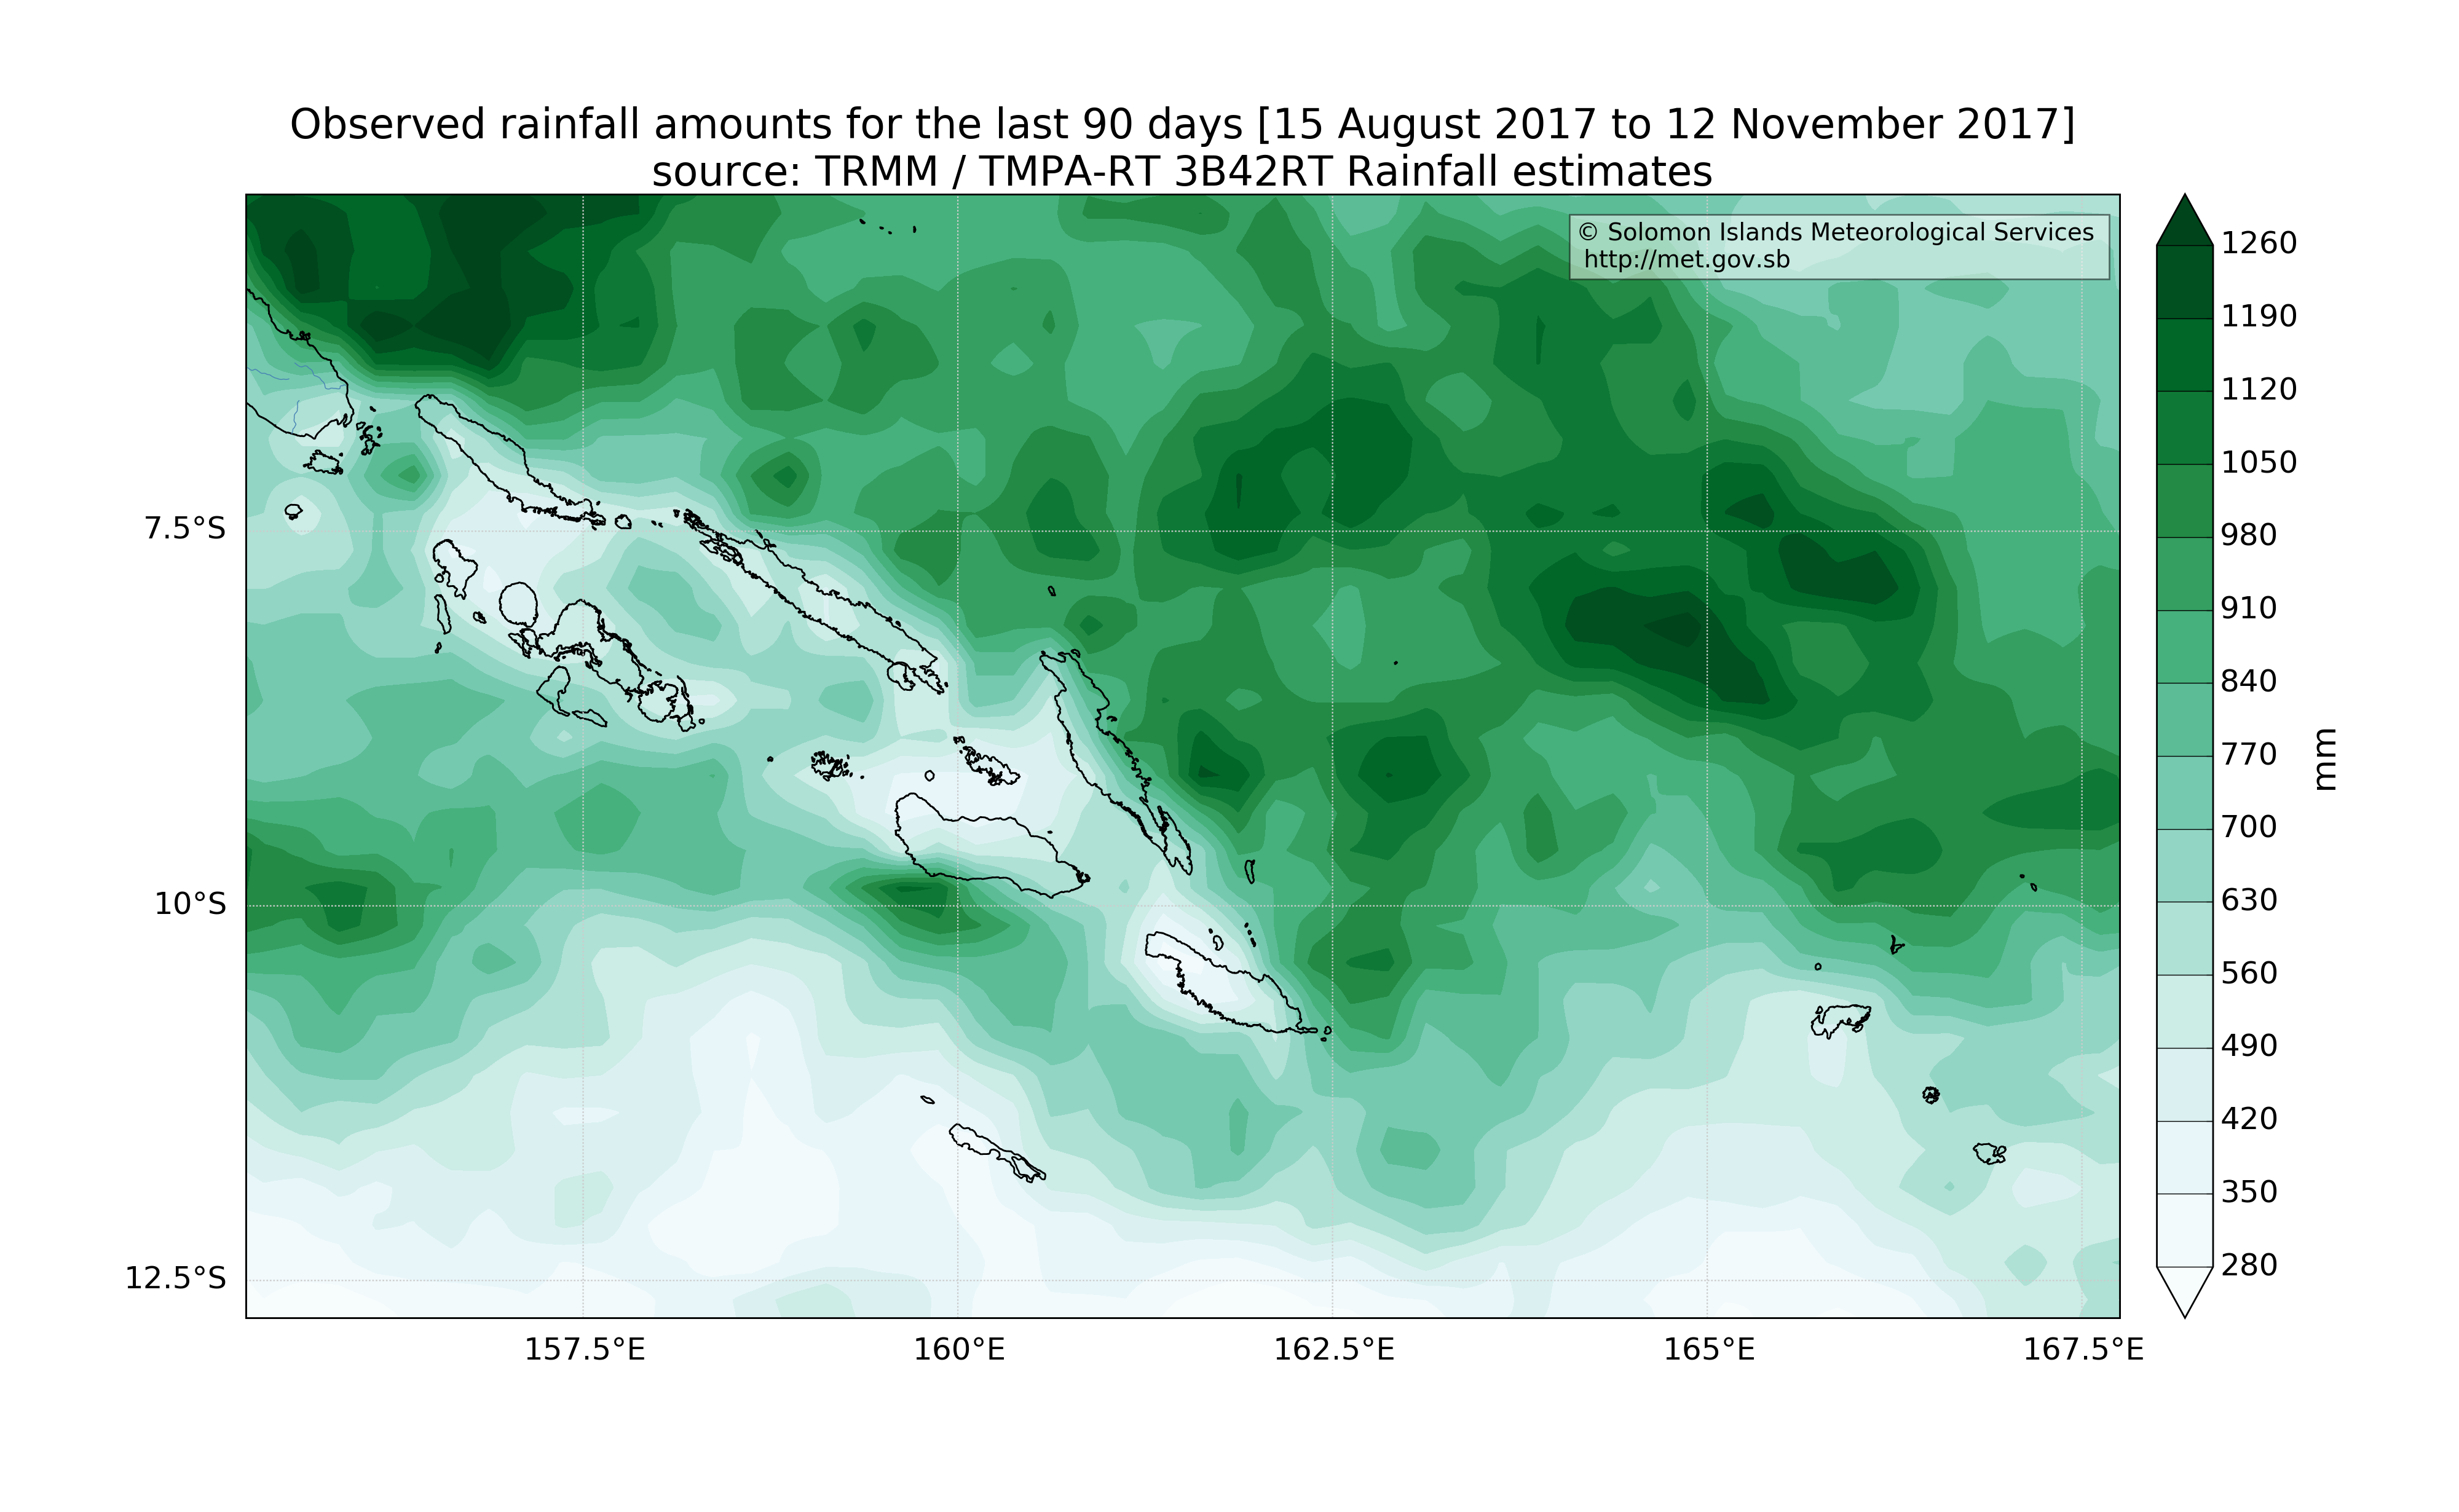 Observed rainfall amounts for the last 90 days [15 August 2017 to 12 November 2017]
source: TRMM / TMPA-RT 3B42RT Rainfall estimates
© Solomon Islands Meteorological Services
http://met.gov.sb
7.5°S
10°S
12.5°S
157.5°E
160°E
162.5°E
165°E
167.5°E
1260
1190
1120
1050
980
910
840
770
700
630
560
490
420
350
280
mm